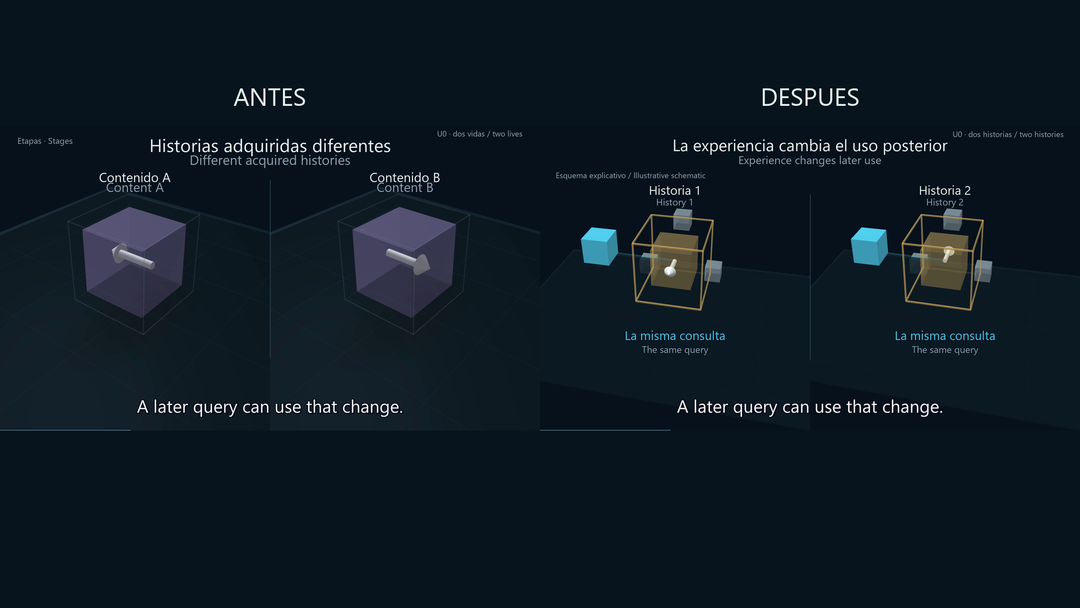 ANTES
Etapas · Stages
U0 · dos vidas / two lives
Historias adquiridas diferentes
Different acquired histories
Contenido A
Content A
Contenido B
Content B
A later query can use that change.
DESPUES
U0 · dos historias / two histories
La experiencia cambia el uso posterior
Experience changes later use
Esquema explicativo / Illustrative schematic
Historia 1
History 1
Historia 2
History 2
La misma consulta
The same query
La misma consulta
The same query
A later query can use that change.